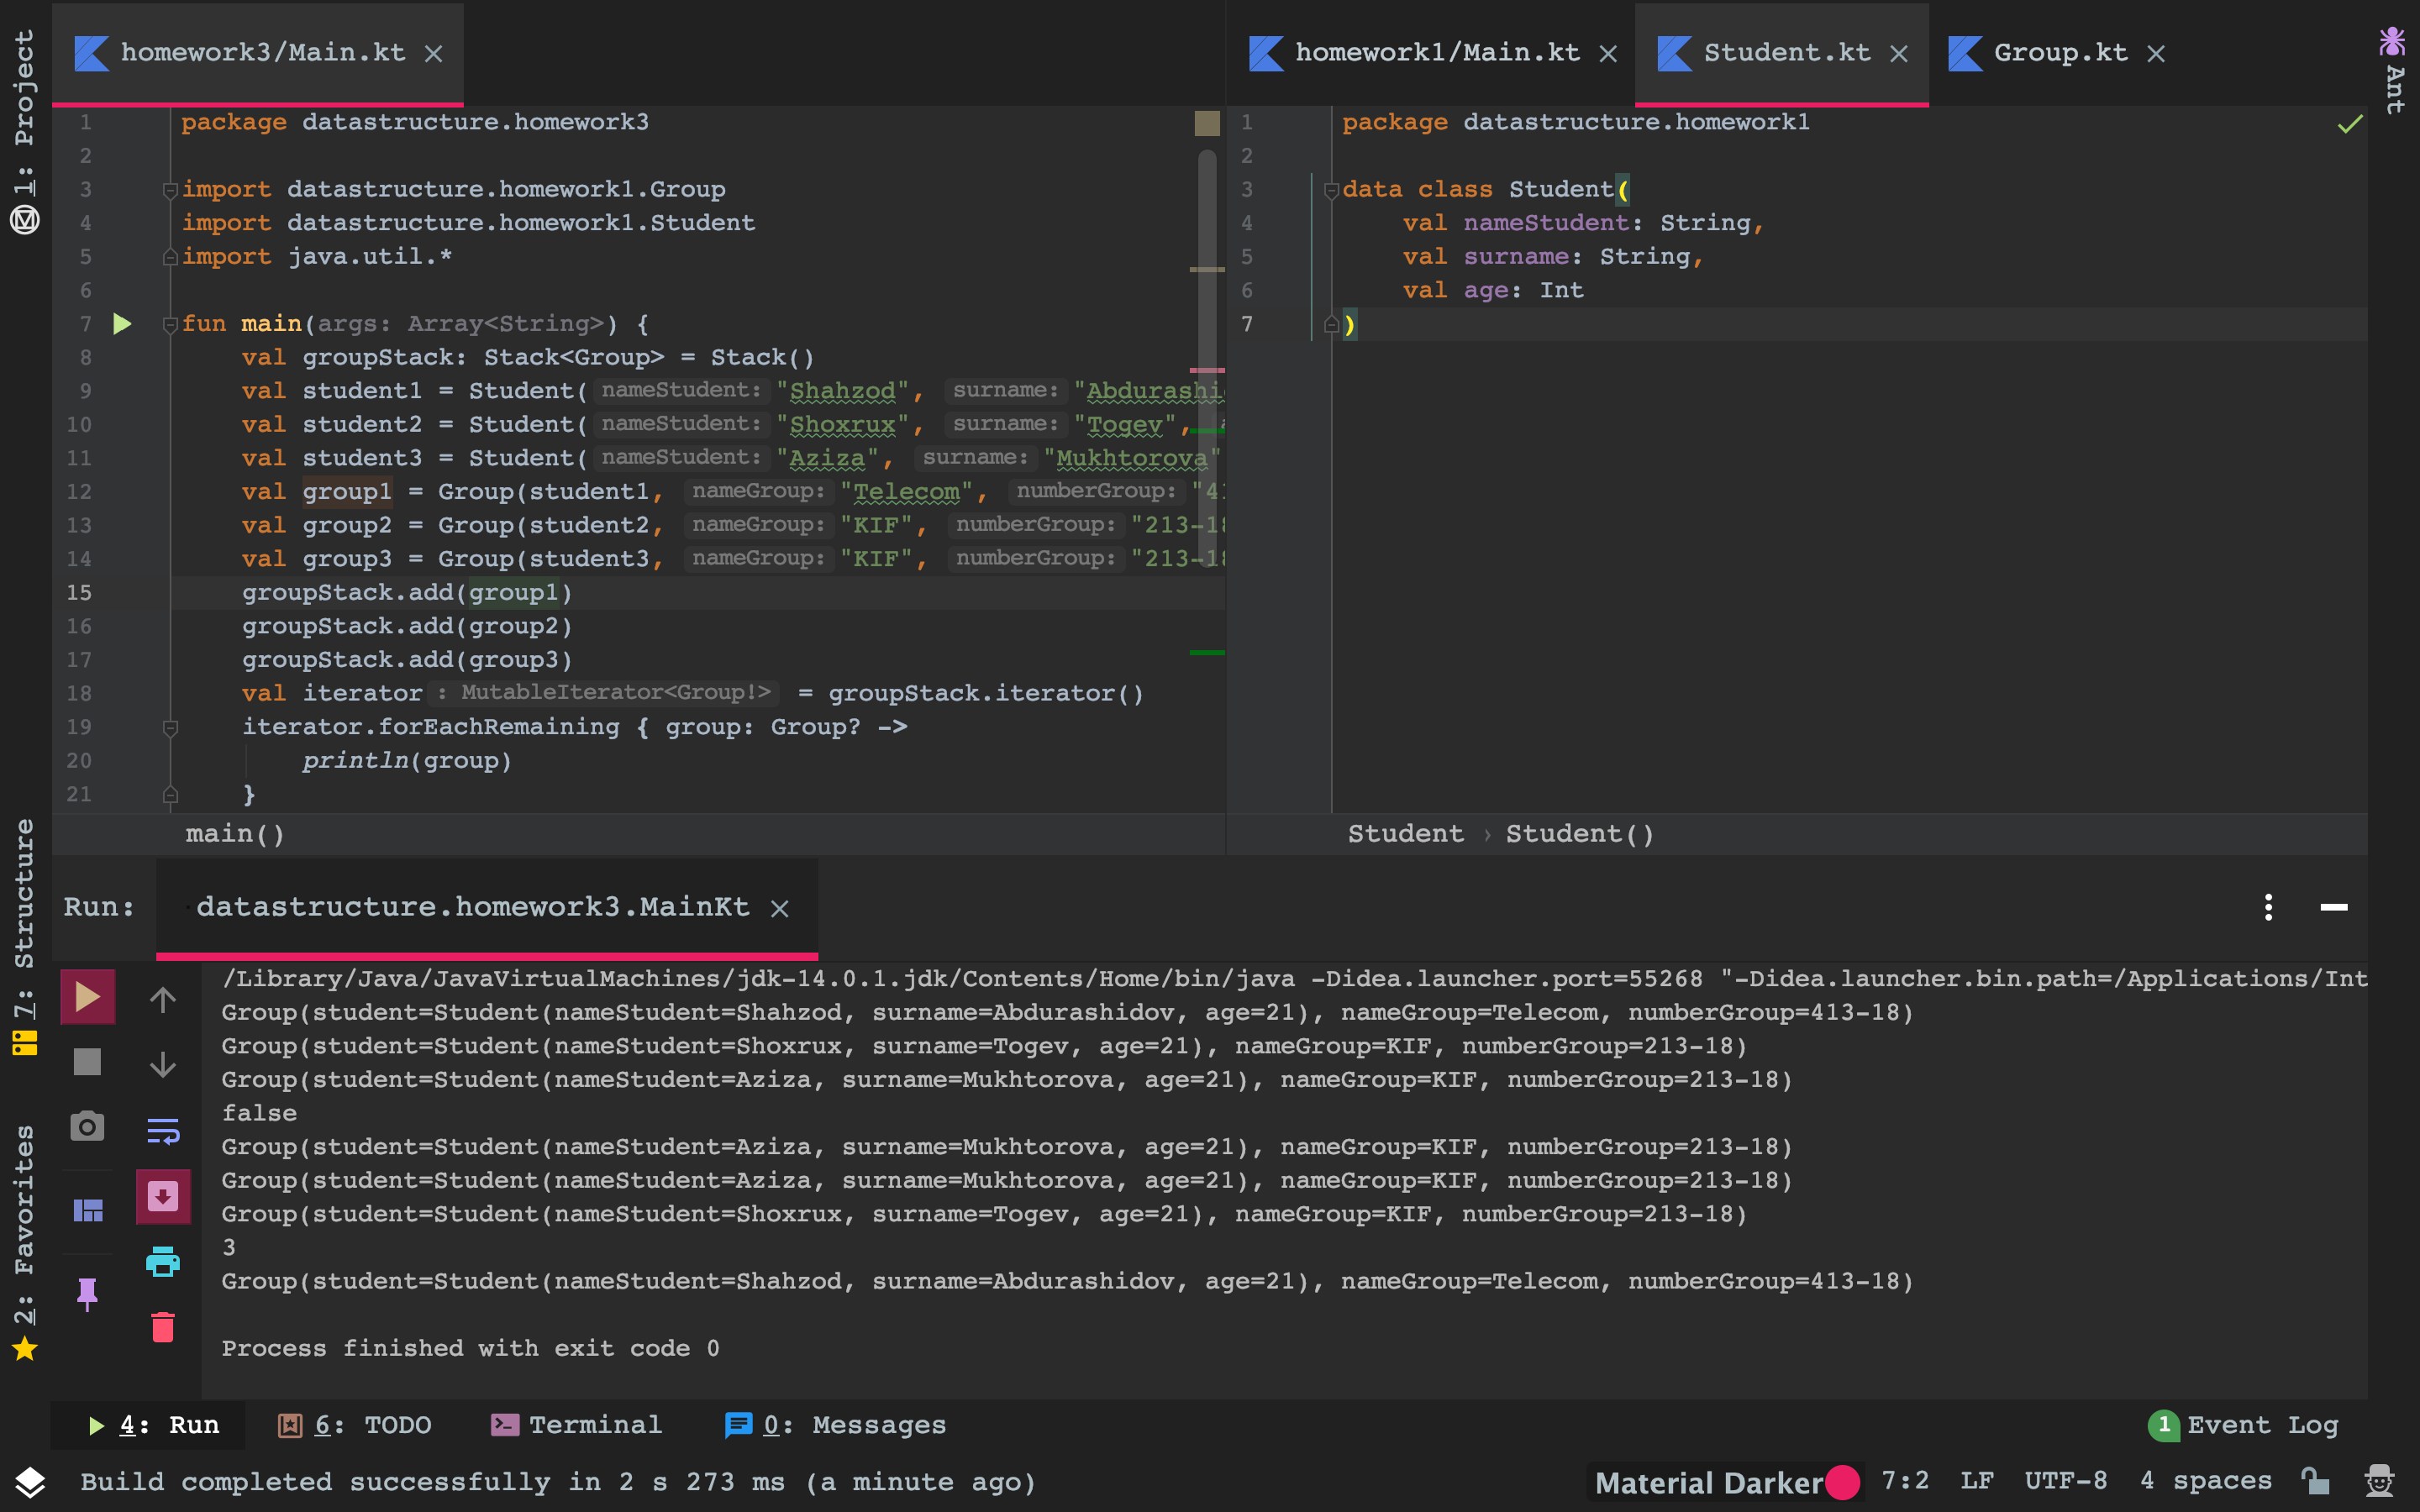 homework3/Main.kt
homework1/Main.kt
Student.kt
Group.kt
1: Project
7: Structure
2: Favorites
Ant
1 package datastructure.homework3
2
3 import datastructure.homework1.Group
4 import datastructure.homework1.Student
5 import java.util.*
6
7 fun main(args: Array<String>) {
8 val groupStack: Stack<Group> = Stack()
9 val student1 = Student( nameStudent: "Shahzod", surname: "Abdurashi
10 val student2 = Student( nameStudent: "Shoxrux", surname: "Togev",
11 val student3 = Student( nameStudent: "Aziza", surname: "Mukhtorova"
12 val group1 = Group(student1, nameGroup: "Telecom", numberGroup: "41
13 val group2 = Group(student2, nameGroup: "KIF", numberGroup: "213-18
14 val group3 = Group(student3, nameGroup: "KIF", numberGroup: "213-18
15 groupStack.add(group1)
16 groupStack.add(group2)
17 groupStack.add(group3)
18 val iterator : MutableIterator<Group!> = groupStack.iterator()
19 iterator.forEachRemaining { group: Group? ->
20 println(group)
21 }
main()
1 package datastructure.homework1
2
3 data class Student(
4 val nameStudent: String,
5 val surname: String,
6 val age: Int
7 )
Student › Student()
Run: datastructure.homework3.MainKt
/Library/Java/JavaVirtualMachines/jdk-14.0.1.jdk/Contents/Home/bin/java -Didea.launcher.port=55268 "-Didea.launcher.bin.path=/Applications/Int
Group(student=Student(nameStudent=Shahzod, surname=Abdurashidov, age=21), nameGroup=Telecom, numberGroup=413-18)
Group(student=Student(nameStudent=Shoxrux, surname=Togev, age=21), nameGroup=KIF, numberGroup=213-18)
Group(student=Student(nameStudent=Aziza, surname=Mukhtorova, age=21), nameGroup=KIF, numberGroup=213-18)
false
Group(student=Student(nameStudent=Aziza, surname=Mukhtorova, age=21), nameGroup=KIF, numberGroup=213-18)
Group(student=Student(nameStudent=Aziza, surname=Mukhtorova, age=21), nameGroup=KIF, numberGroup=213-18)
Group(student=Student(nameStudent=Shoxrux, surname=Togev, age=21), nameGroup=KIF, numberGroup=213-18)
3
Group(student=Student(nameStudent=Shahzod, surname=Abdurashidov, age=21), nameGroup=Telecom, numberGroup=413-18)
Process finished with exit code 0
4: Run 6: TODO Terminal 0: Messages 1 Event Log
Build completed successfully in 2 s 273 ms (a minute ago) Material Darker 7:2 LF UTF-8 4 spaces